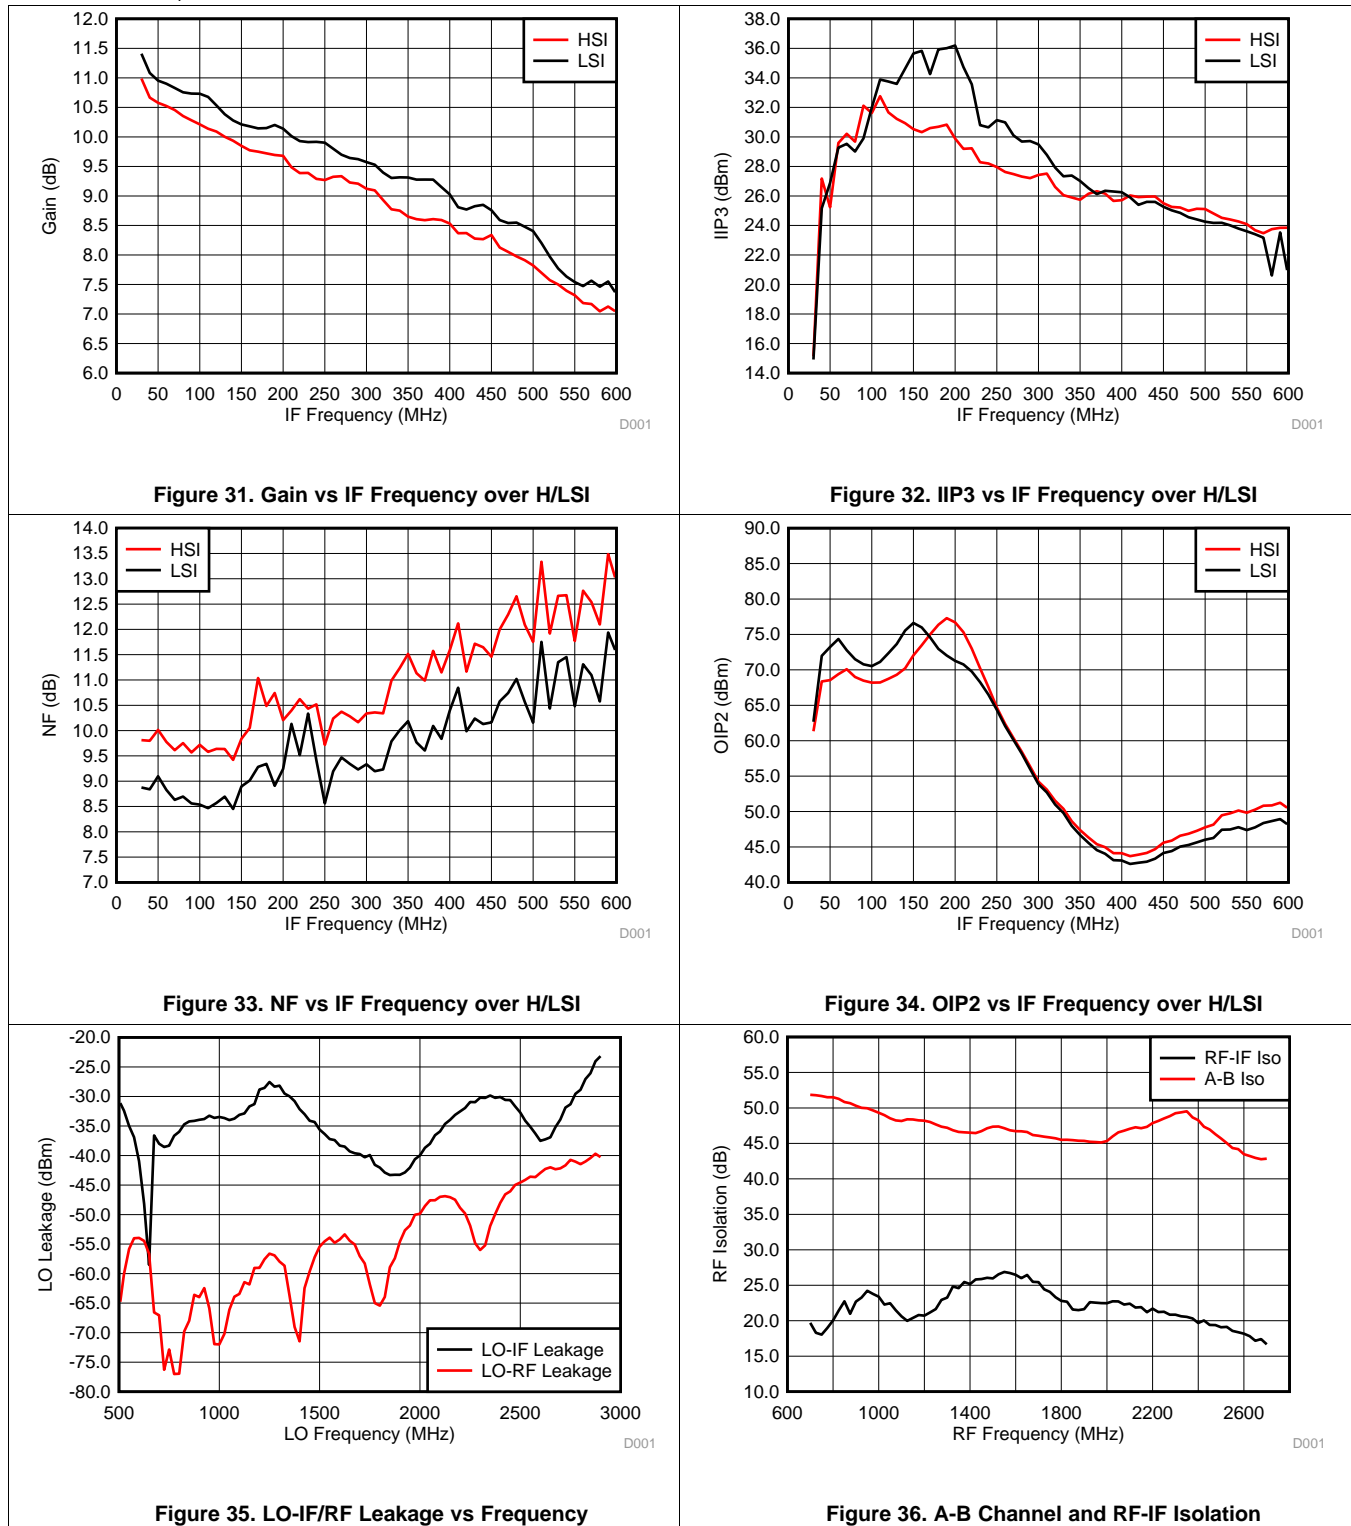 12.0
11.5
11.0
10.5
10.0
9.5
9.0
8.5
8.0
7.5
7.0
6.5
6.0
Gain (dB)
HSI
LSI
0 50 100 150 200 250 300 350 400 450 500 550 600
IF Frequency (MHz)
D001
Figure 31. Gain vs IF Frequency over H/LSI
38.0
36.0
34.0
32.0
30.0
28.0
26.0
24.0
22.0
20.0
18.0
16.0
14.0
IIP3 (dBm)
HSI
LSI
0 50 100 150 200 250 300 350 400 450 500 550 600
IF Frequency (MHz)
D001
Figure 32. IIP3 vs IF Frequency over H/LSI
14.0
13.5
13.0
12.5
12.0
11.5
11.0
10.5
10.0
9.5
9.0
8.5
8.0
7.5
7.0
NF (dB)
HSI
LSI
0 50 100 150 200 250 300 350 400 450 500 550 600
IF Frequency (MHz)
D001
Figure 33. NF vs IF Frequency over H/LSI
90.0
85.0
80.0
75.0
70.0
65.0
60.0
55.0
50.0
45.0
40.0
OIP2 (dBm)
HSI
LSI
0 50 100 150 200 250 300 350 400 450 500 550 600
IF Frequency (MHz)
D001
Figure 34. OIP2 vs IF Frequency over H/LSI
-20.0
-25.0
-30.0
-35.0
-40.0
-45.0
-50.0
-55.0
-60.0
-65.0
-70.0
-75.0
-80.0
LO Leakage (dBm)
LO-IF Leakage
LO-RF Leakage
500 1000 1500 2000 2500 3000
LO Frequency (MHz)
D001
Figure 35. LO-IF/RF Leakage vs Frequency
60.0
55.0
50.0
45.0
40.0
35.0
30.0
25.0
20.0
15.0
10.0
RF Isolation (dB)
RF-IF Iso
A-B Iso
600 1000 1400 1800 2200 2600
RF Frequency (MHz)
D001
Figure 36. A-B Channel and RF-IF Isolation